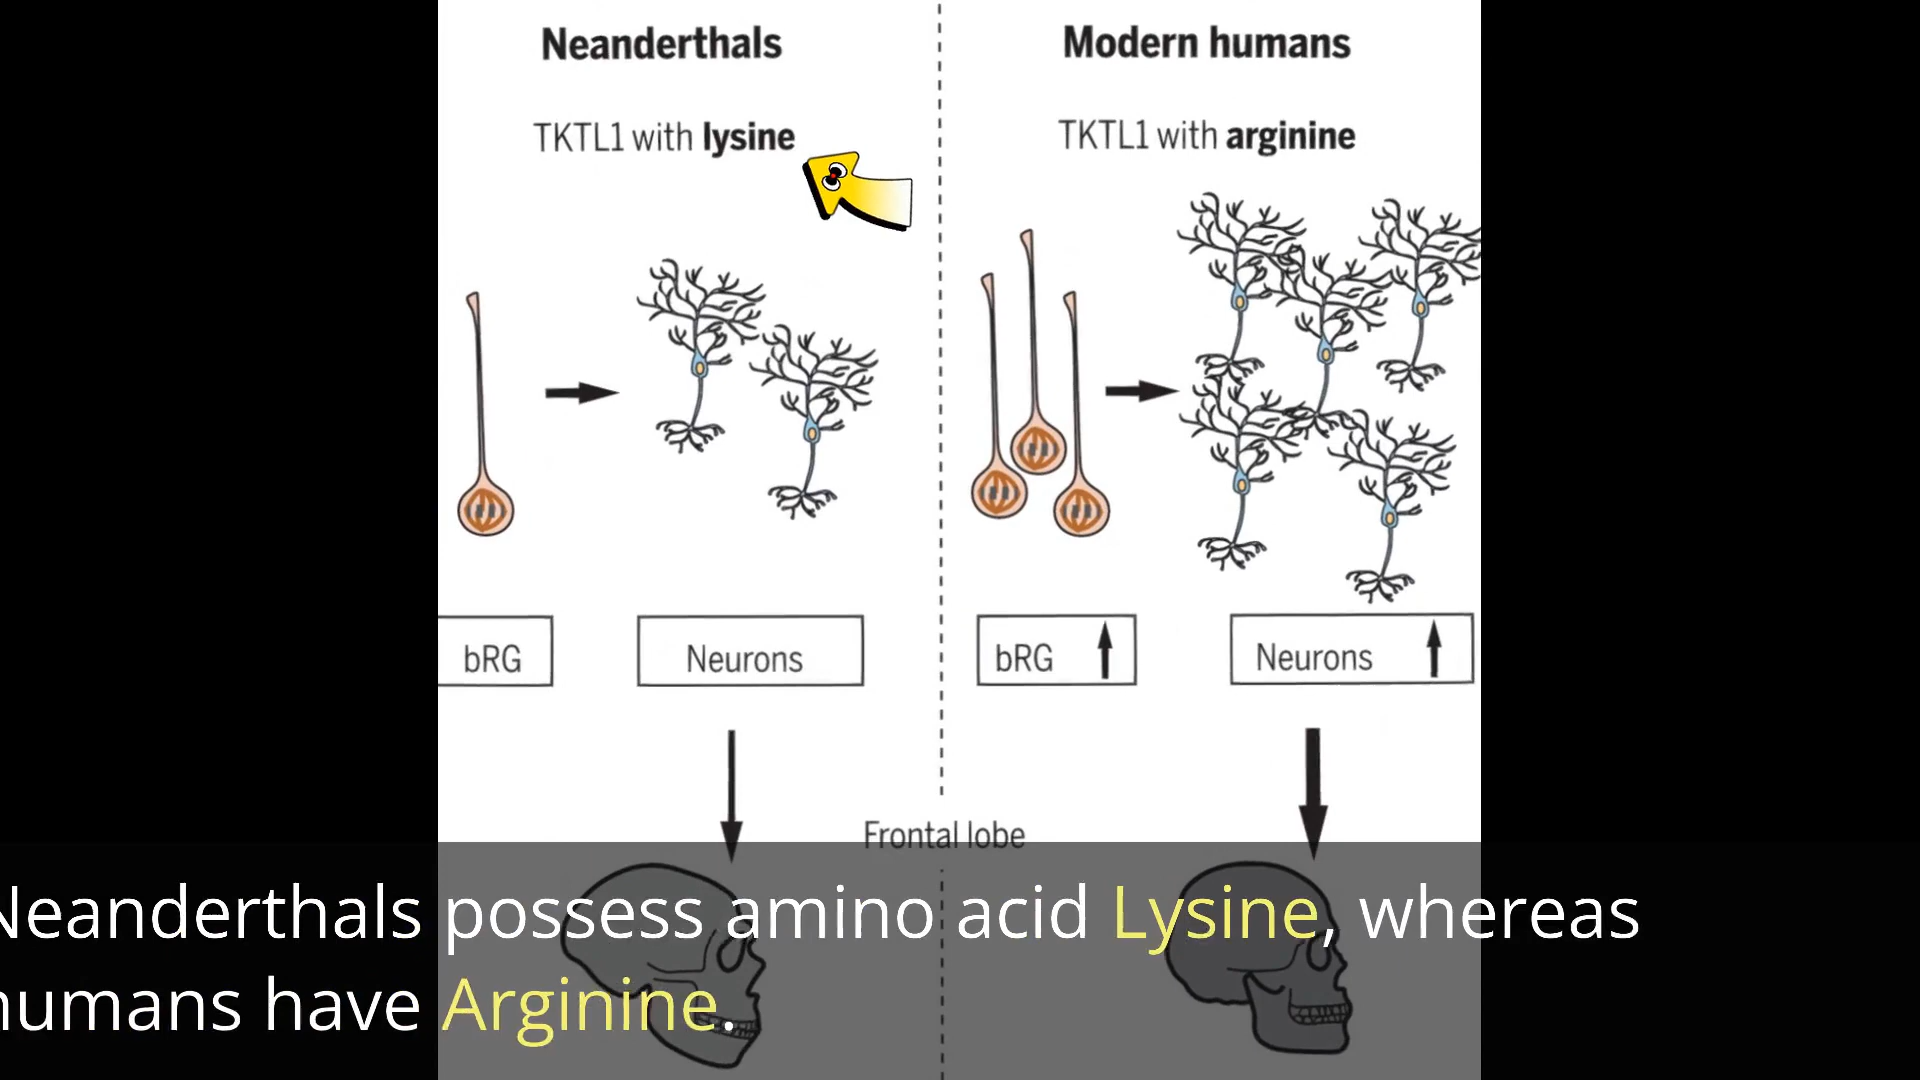 Neanderthals
Modern humans
TKTL1 with lysine
TKTL1 with arginine
bRG
Neurons
bRG
Neurons
Frontal lobe
Neanderthals possess amino acid Lysine, whereas
humans have Arginine.